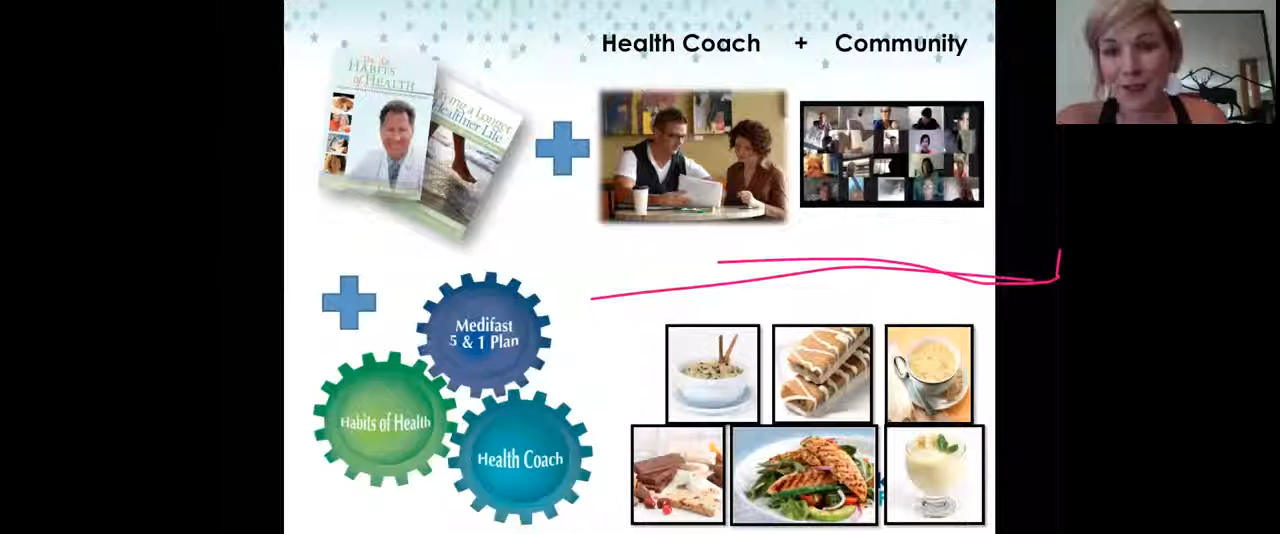 Health Coach + Community
Dr. A's
HABITS
of HEALTH
Living a Longer
Healthier Life
Medifast
5 & 1 Plan
Habits of Health
Health Coach